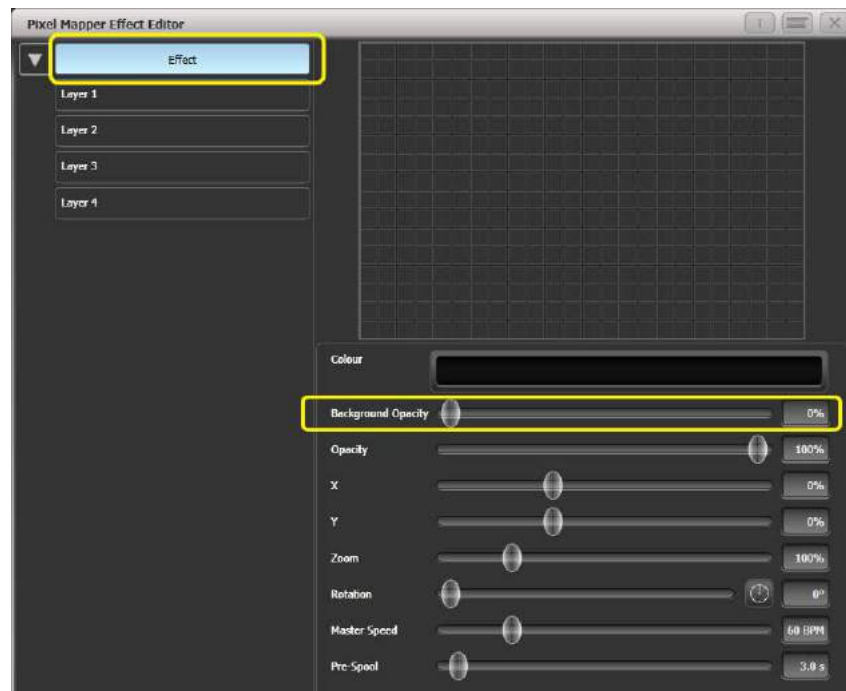 Pixel Mapper Effect Editor
Effect
Layer 1
Layer 2
Layer 3
Layer 4
Colour
Background Opacity 0%
Opacity 100%
X 0%
Y 0%
Zoom 100%
Rotation 0°
Master Speed 60 BPM
Pre-Spool 3.0 s